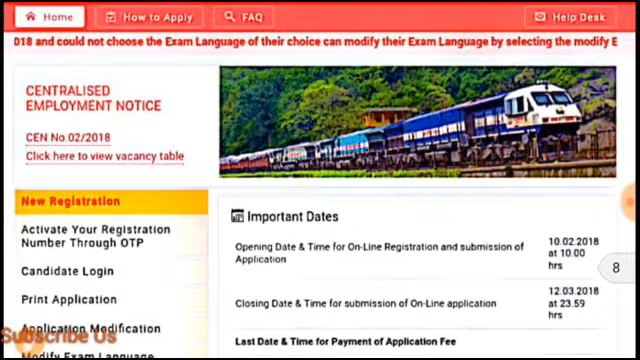 Home
How to Apply
FAQ
Help Desk
018 and could not choose the Exam Language of their choice can modify their Exam Language by selecting the modify E
CENTRALISED
EMPLOYMENT NOTICE
CEN No.02/2018
Click here to view vacancy table
New Registration
Activate Your Registration
Number Through OTP
Candidate Login
Print Application
Application Modification
Modify Exam Language
Subscribe Us
Important Dates
Opening Date & Time for On-Line Registration and submission of
Application
10.02.2018
at 10.00
hrs
Closing Date & Time for submission of On-Line application
12.03.2018
at 23.59
hrs
Last Date & Time for Payment of Application Fee
8